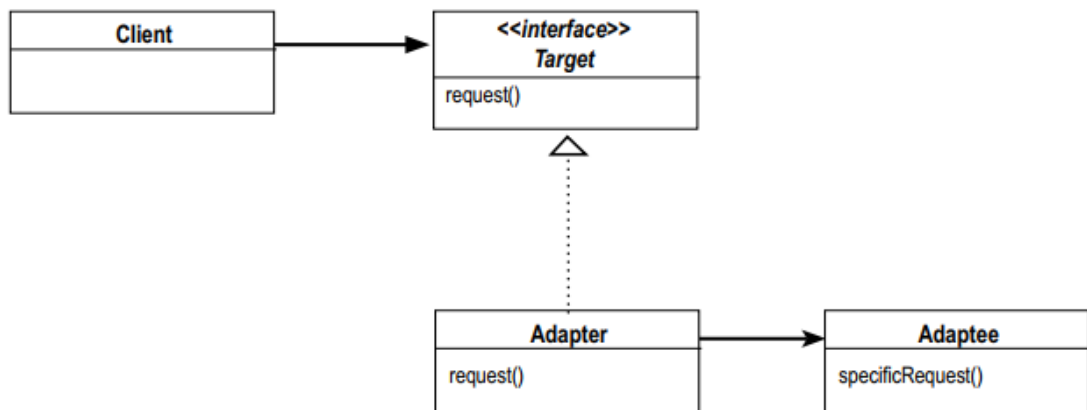 Client
<<interface>>
Target
request()
Adapter
request()
Adaptee
specificRequest()